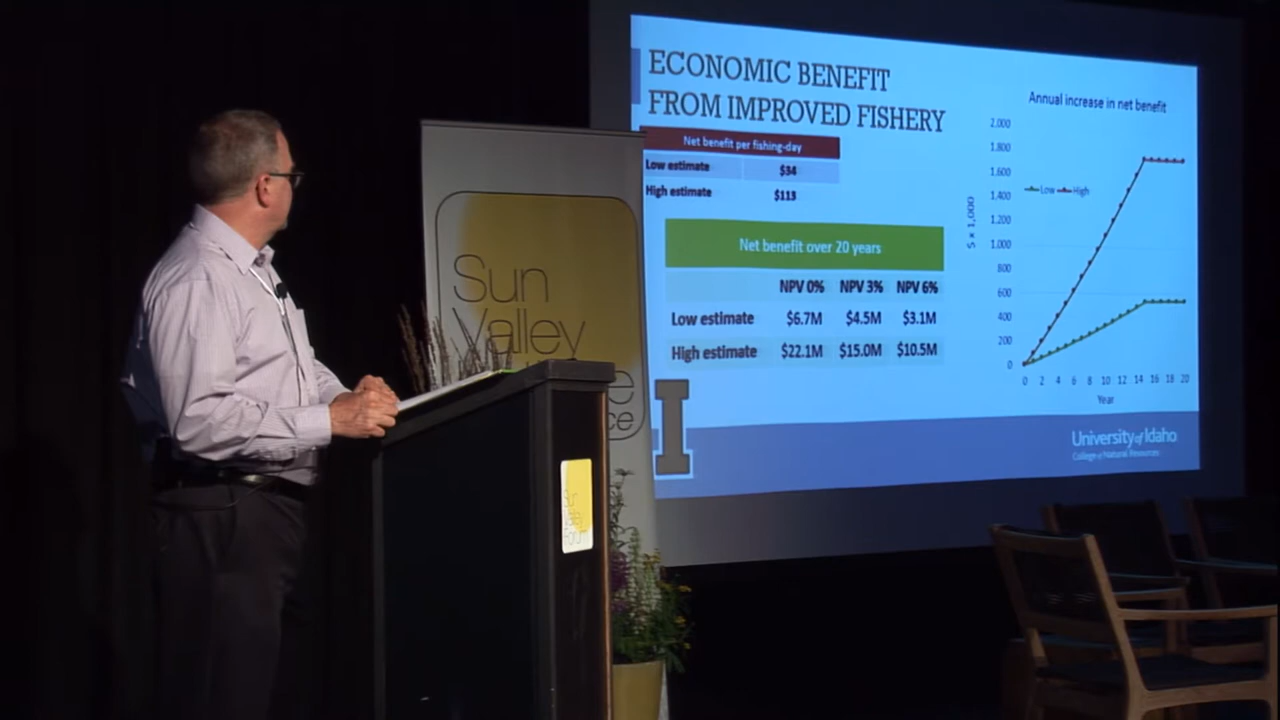 ECONOMIC BENEFIT
FROM IMPROVED FISHERY
Net benefit per fishing-day
Low estimate $34
High estimate $113
Net benefit over 20 years
NPV 0% NPV 3% NPV 6%
Low estimate $6.7M $4.5M $3.1M
High estimate $22.1M $15.0M $10.5M
Annual increase in net benefit
2,000
1,800
1,600
1,400
1,200
1,000
800
600
400
200
0
$ x 1,000
Low High
0 2 4 6 8 10 12 14 16 18 20
Year
I
University of Idaho
College of Natural Resources
Sun
Valley
e
ce
Sun
Valley